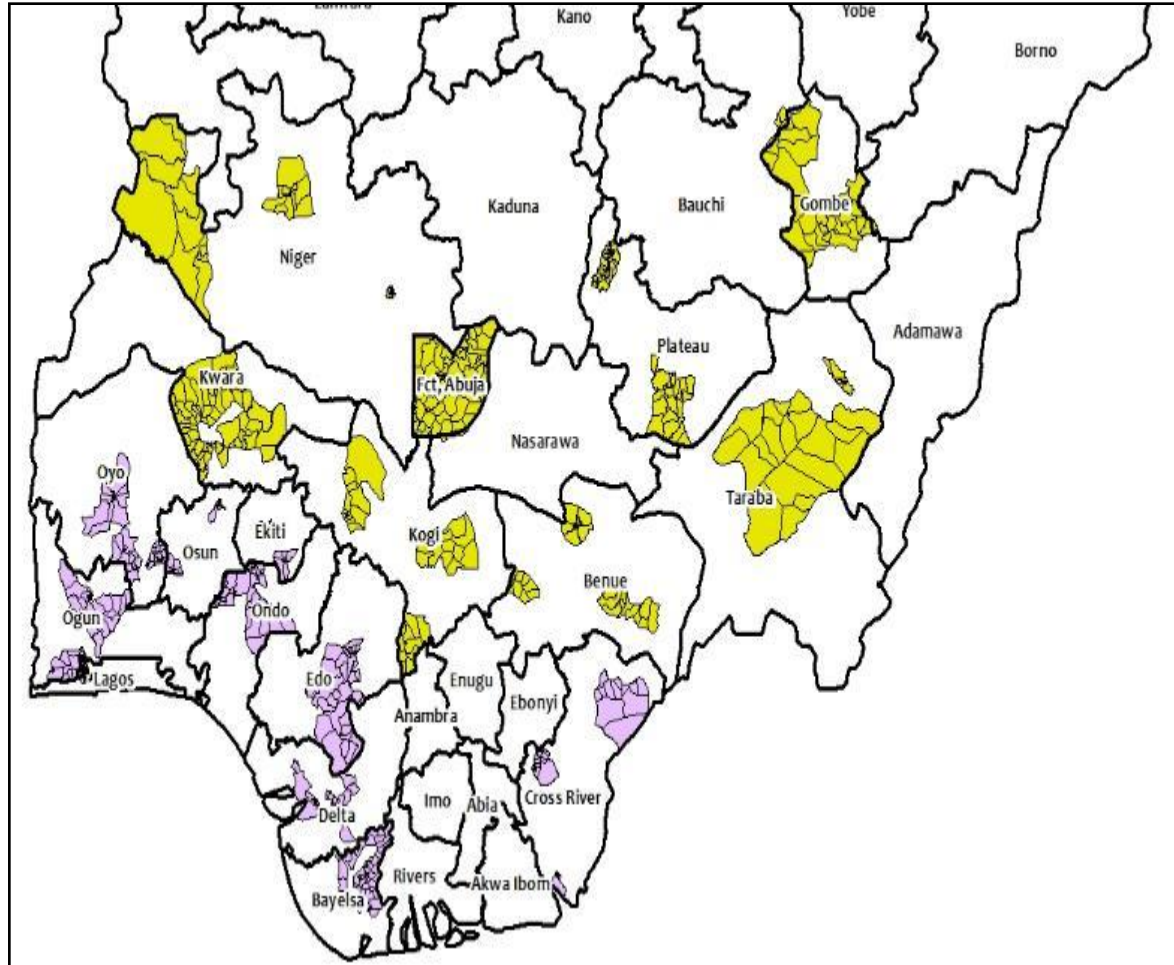 Kano
Yobe
Borno
Kaduna
Bauchi
Gombe
Niger
Adamawa
Plateau
Kwara
Fct, Abuja
Nasarawa
Oyo
Taraba
Ekiti
Osun
Kogi
Benue
Ogun
Ondo
Lagos
Edo
Enugu
Ebonyi
Anambra
Imo
Abia
Cross River
Delta
Rivers
Akwa Ibom
Bayelsa